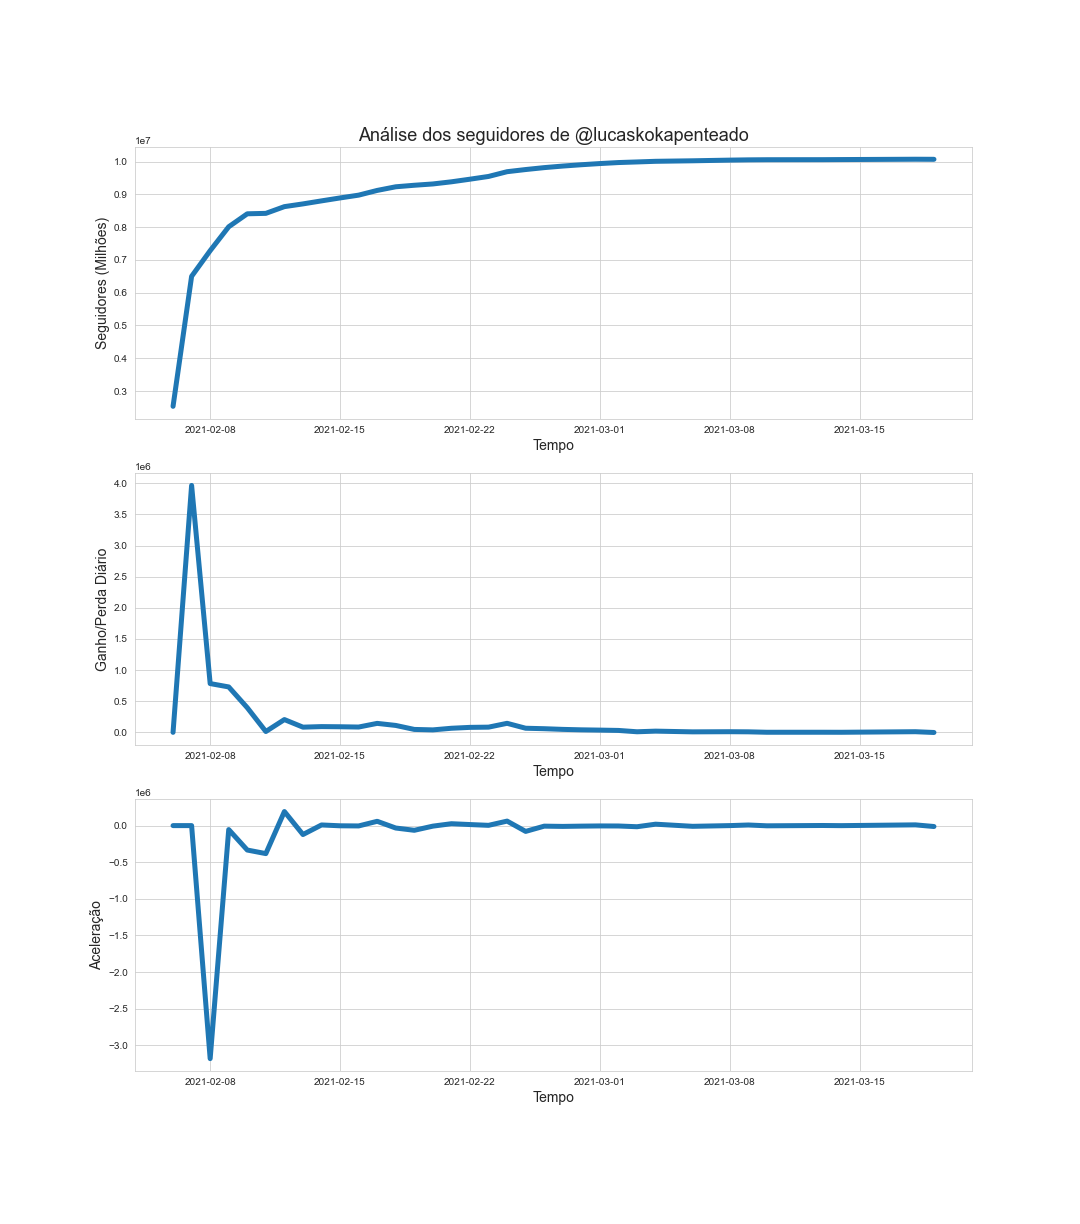 Análise dos seguidores de @lucaskokapenteado
1e7
1.0
0.9
0.8
0.7
0.6
0.5
0.4
0.3
Seguidores (Milhões)
2021-02-08 2021-02-15 2021-02-22 2021-03-01 2021-03-08 2021-03-15
Tempo
1e6
4.0
3.5
3.0
2.5
2.0
1.5
1.0
0.5
0.0
Ganho/Perda Diário
2021-02-08 2021-02-15 2021-02-22 2021-03-01 2021-03-08 2021-03-15
Tempo
1e6
0.0
−0.5
−1.0
−1.5
−2.0
−2.5
−3.0
Aceleração
2021-02-08 2021-02-15 2021-02-22 2021-03-01 2021-03-08 2021-03-15
Tempo